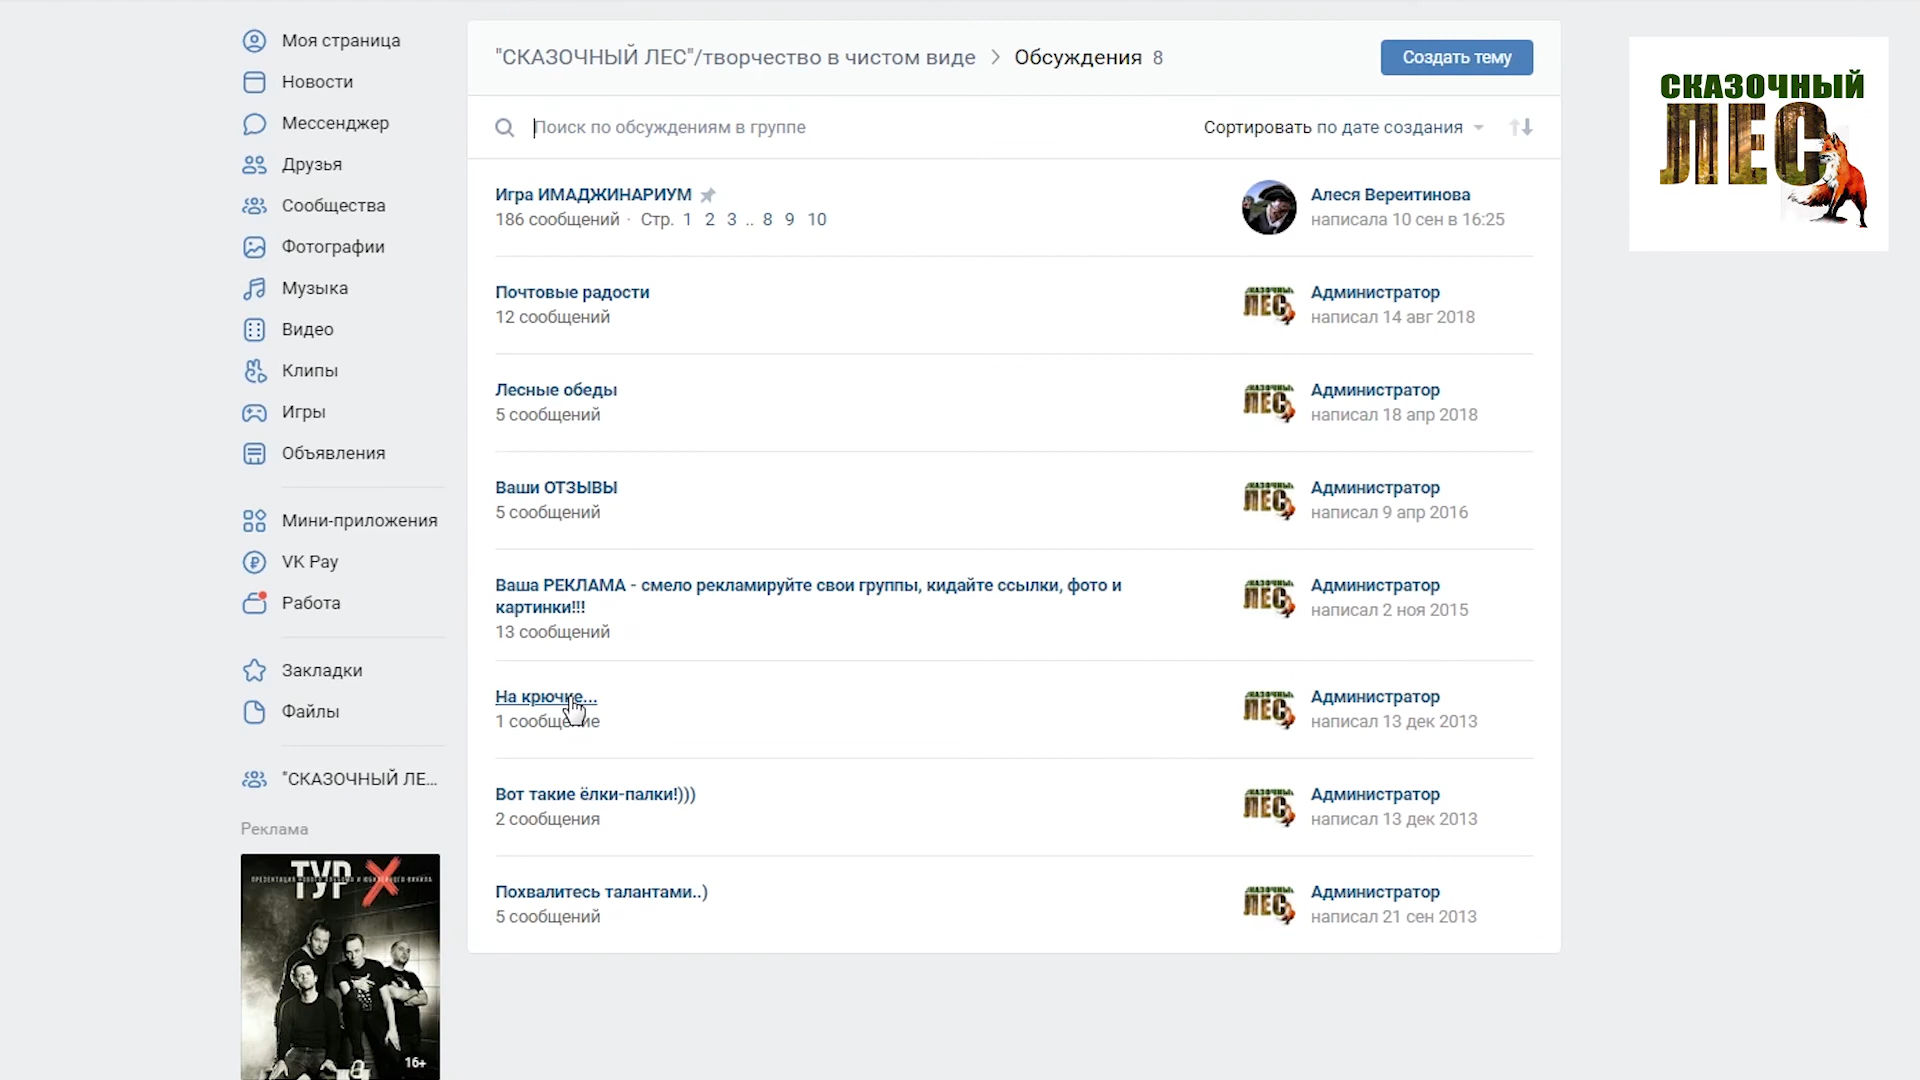 Моя страница
Новости
Мессенджер
Друзья
Сообщества
Фотографии
Музыка
Видео
Клипы
Игры
Объявления
Мини-приложения
VK Pay
Работа
Закладки
Файлы
"СКАЗОЧНЫЙ ЛЕ...
Реклама
ТУР X
16+
"СКАЗОЧНЫЙ ЛЕС"/творчество в чистом виде > Обсуждения 8
Создать тему
Поиск по обсуждениям в группе
Сортировать по дате создания
Игра ИМАДЖИНАРИУМ
186 сообщений · Стр. 1 2 3 .. 8 9 10
Алеся Вереитинова
написала 10 сен в 16:25
Почтовые радости
12 сообщений
Администратор
написал 14 авг 2018
Лесные обеды
5 сообщений
Администратор
написал 18 апр 2018
Ваши ОТЗЫВЫ
5 сообщений
Администратор
написал 9 апр 2016
Ваша РЕКЛАМА - смело рекламируйте свои группы, кидайте ссылки, фото и
картинки!!!
13 сообщений
Администратор
написал 2 ноя 2015
На крючке...
1 сообщение
Администратор
написал 13 дек 2013
Вот такие ёлки-палки!)))
2 сообщения
Администратор
написал 13 дек 2013
Похвалитесь талантами..)
5 сообщений
Администратор
написал 21 сен 2013
СКАЗОЧНЫЙ
ЛЕС